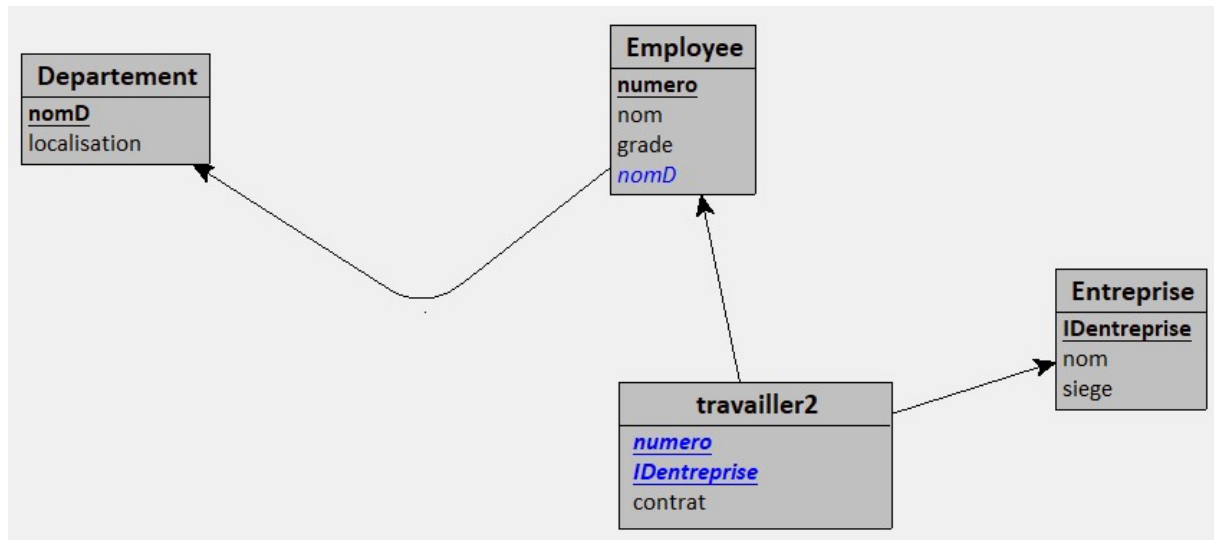 Departement
nomD
localisation
Employee
numero
nom
grade
nomD
Entreprise
IDentreprise
nom
siege
travailler2
numero
IDentreprise
contrat